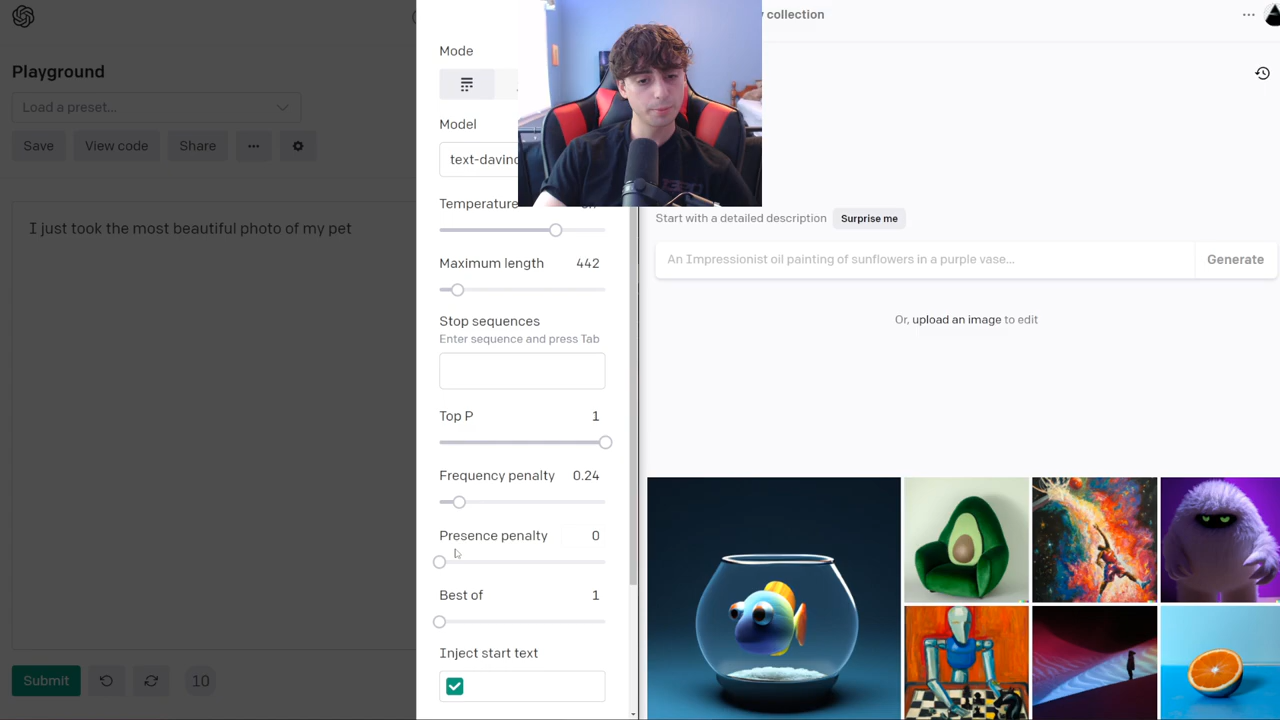 Playground
Load a preset...
Save
View code
Share
...
I just took the most beautiful photo of my pet
Submit
10
Mode
Model
Temperature
Maximum length 442
Stop sequences
Enter sequence and press Tab
Top P 1
Frequency penalty 0.24
Presence penalty 0
Best of 1
Inject start text
collection
...
Start with a detailed description
Surprise me
An Impressionist oil painting of sunflowers in a purple vase...
Generate
Or, upload an image to edit